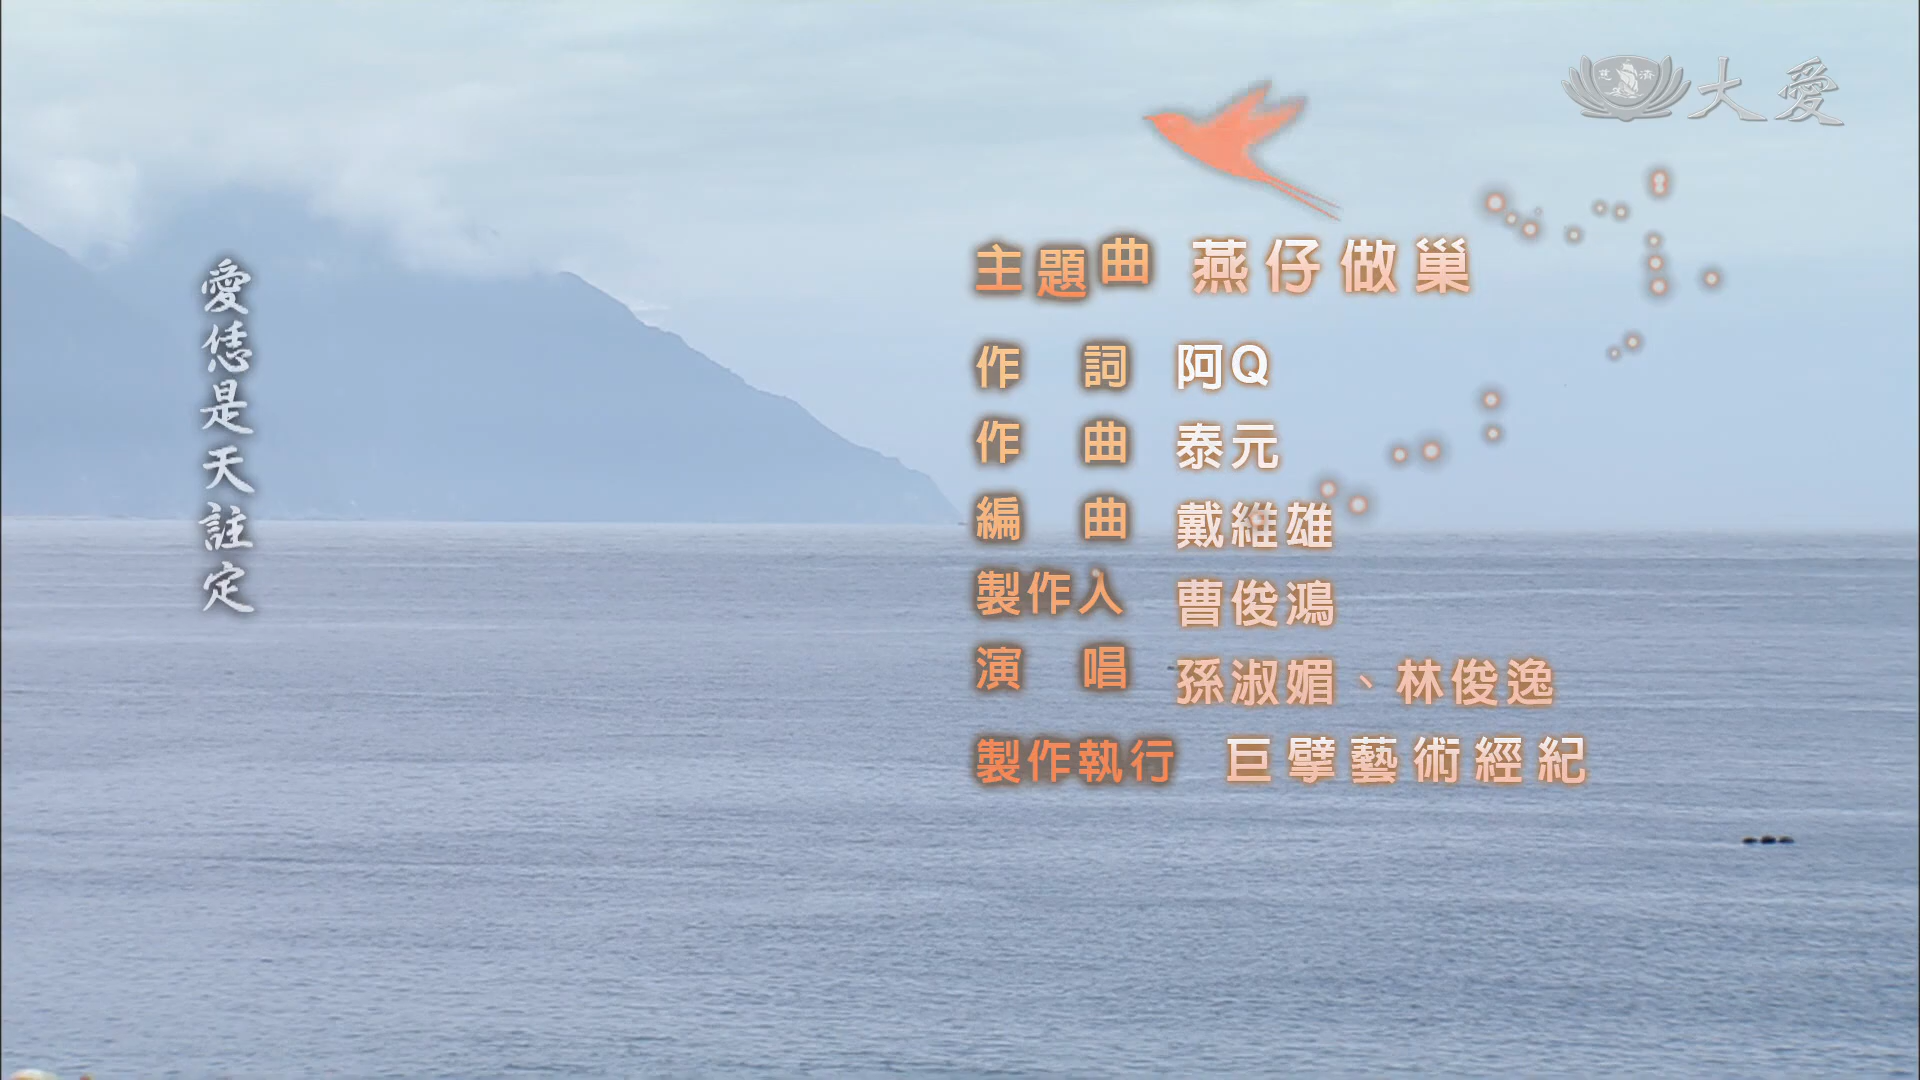 大愛
慈濟
主題曲 燕仔做巢
作詞 阿Q
作曲 泰元
編曲 戴維雄
製作人 曹俊鴻
演唱 孫淑媚、林俊逸
製作執行 巨擘藝術經紀
愛恁是天註定